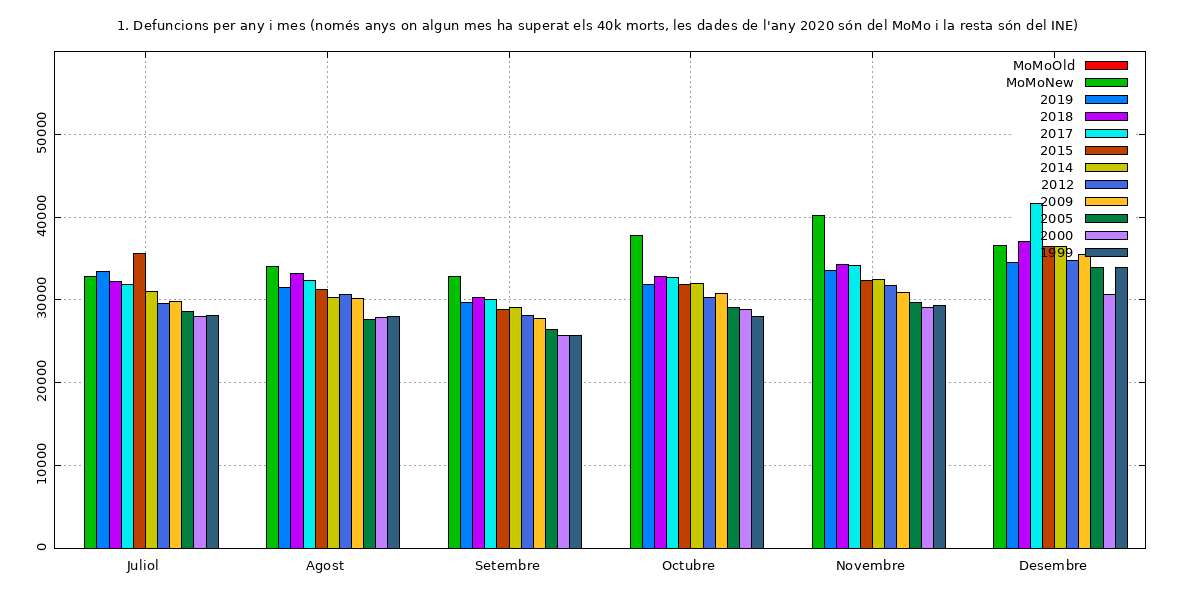 1. Defuncions per any i mes (només anys on algun mes ha superat els 40k morts, les dades de l'any 2020 són del MoMo i la resta són del INE)
MoMoOld
MoMoNew
2019
2018
2017
2015
2014
2012
2009
2005
2000
1999
50000
40000
30000
20000
10000
0
Juliol
Agost
Setembre
Octubre
Novembre
Desembre